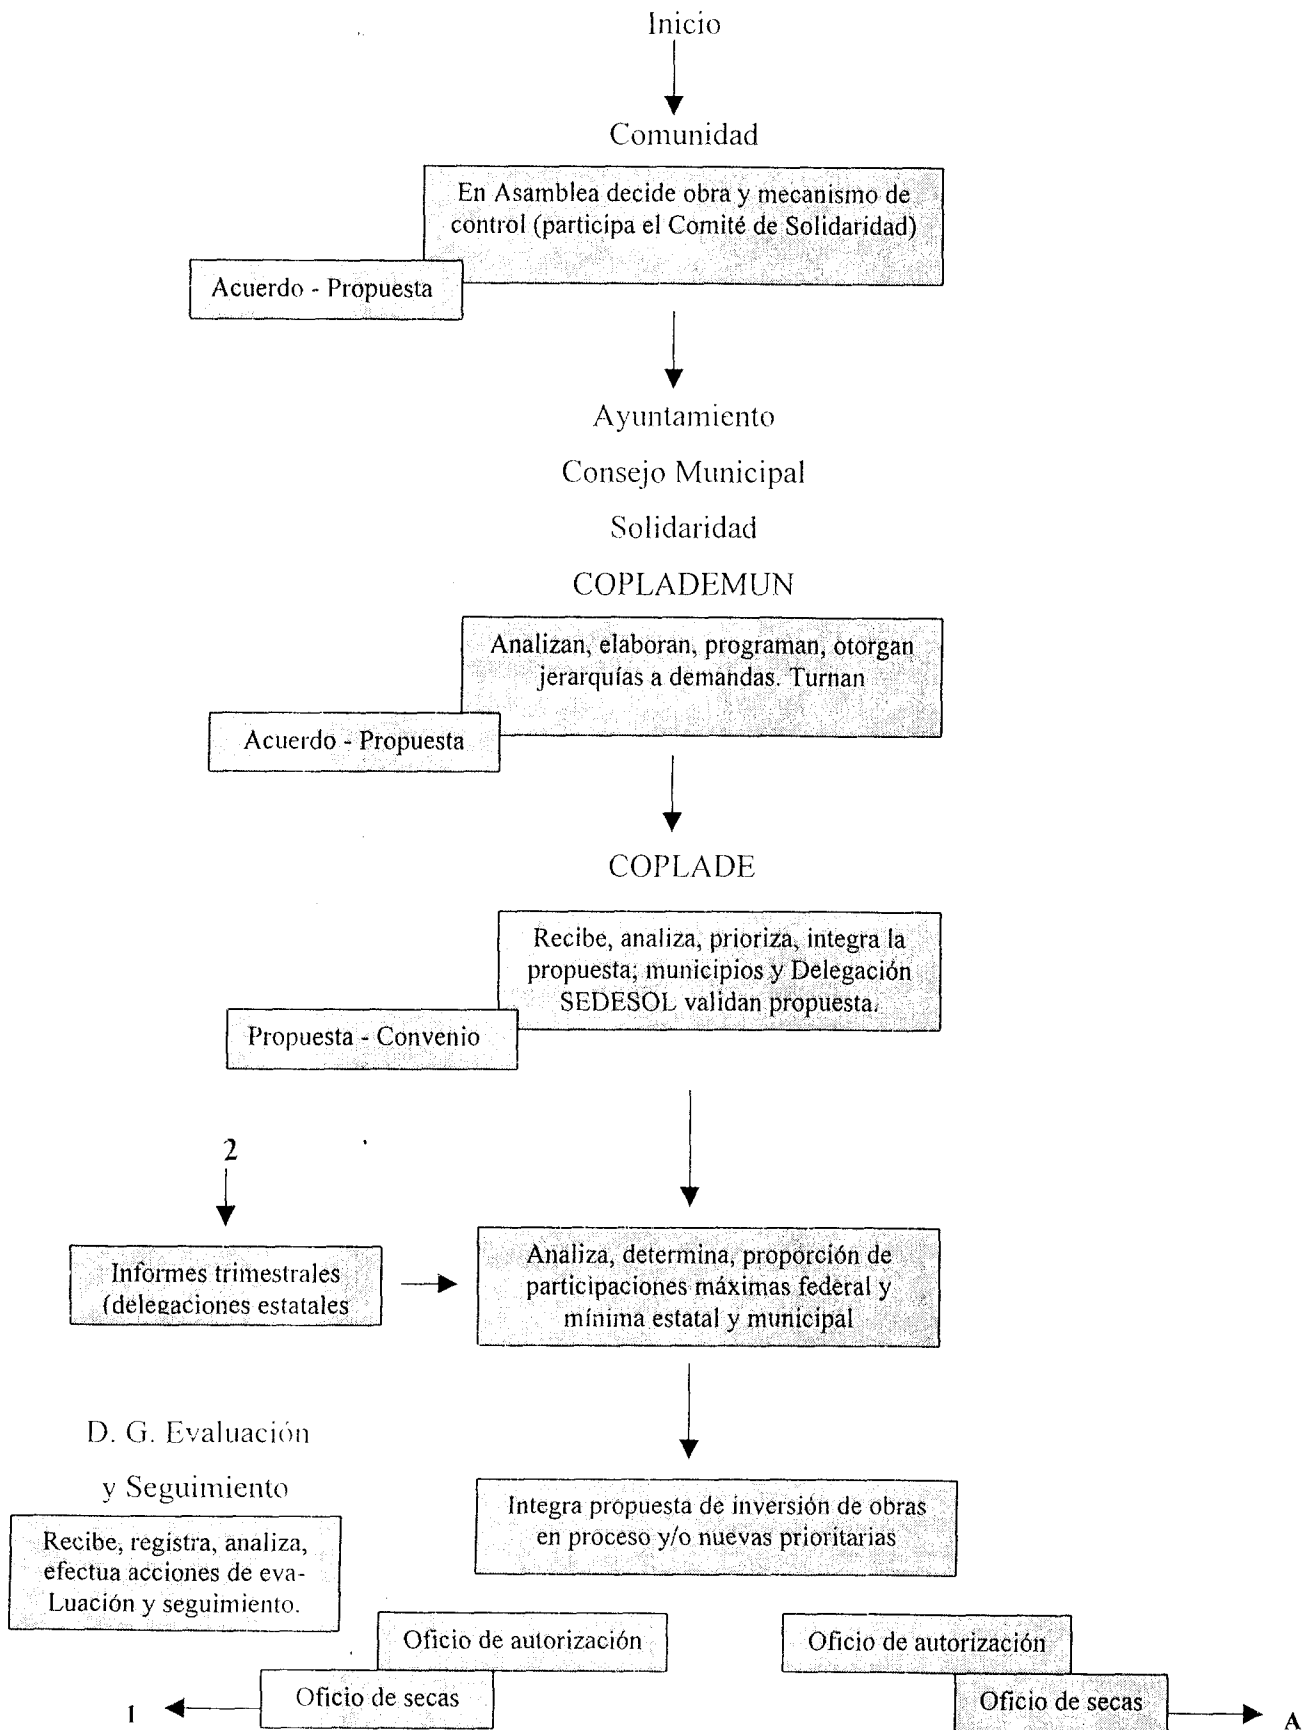 Inicio
Comunidad
En Asamblea decide obra y mecanismo de
control (participa el Comité de Solidaridad)
Acuerdo - Propuesta
Ayuntamiento
Consejo Municipal
Solidaridad
COPLADEMUN
Analizan, elaboran, programan, otorgan
jerarquías a demandas. Turnan
Acuerdo - Propuesta
COPLADE
Recibe, analiza, prioriza, integra la
propuesta; municipios y Delegación
SEDESOL validan propuesta.
Propuesta - Convenio
2
Informes trimestrales
(delegaciones estatales
Analiza, determina, proporción de
participaciones máximas federal y
mínima estatal y municipal
D. G. Evaluación
y Seguimiento
Recibe, registra, analiza,
efectua acciones de eva-
Luación y seguimiento.
Integra propuesta de inversión de obras
en proceso y/o nuevas prioritarias
Oficio de autorización
Oficio de secas
1
Oficio de autorización
Oficio de secas
A